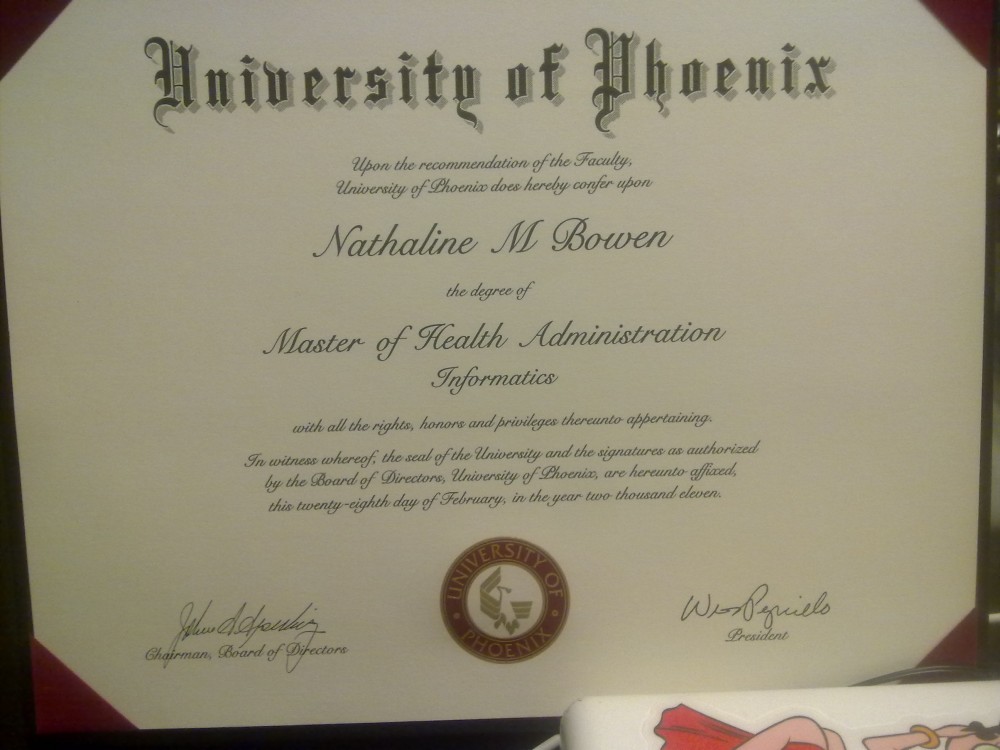 University of Phoenix
Upon the recommendation of the Faculty,
University of Phoenix does hereby confer upon
Nathaline M Bowen
the degree of
Master of Health Administration
Informatics
with all the rights, honors and privileges thereunto appertaining.
In witness whereof, the seal of the University and the signatures as authorized
by the Board of Directors, University of Phoenix, are hereunto affixed,
this twenty-eighth day of February, in the year two thousand eleven.
UNIVERSITY OF
PHOENIX
Chairman, Board of Directors
President